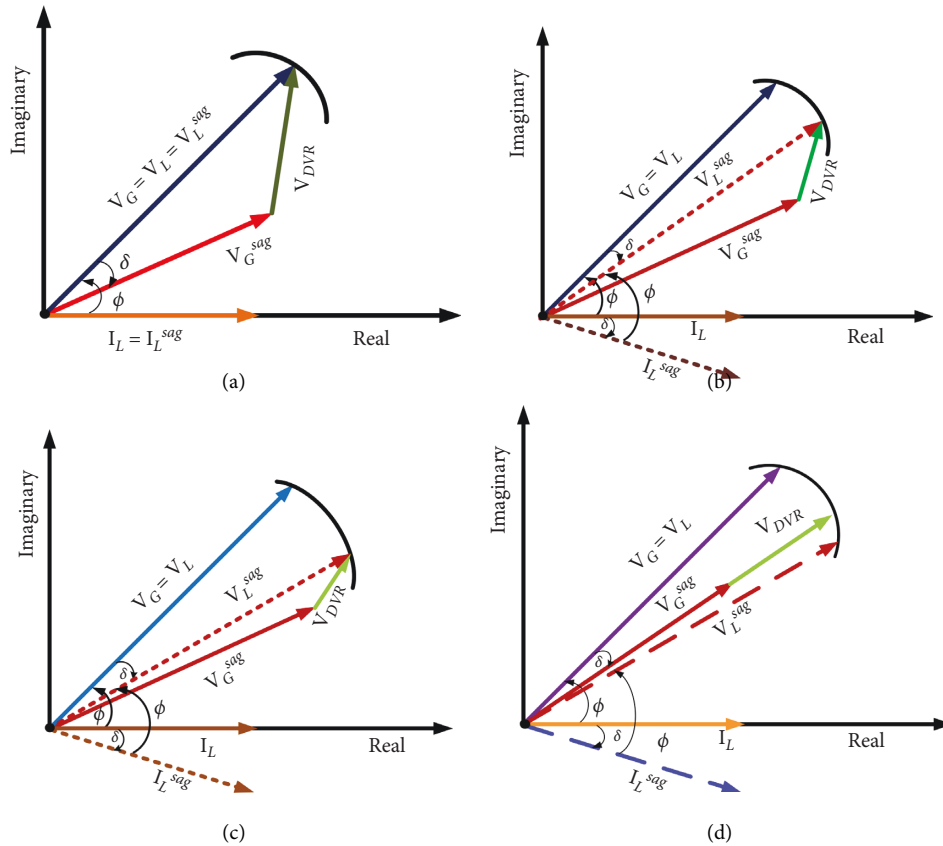 Imaginary
V_G = V_L = V_L^sag
V_DVR
V_G^sag
δ
ϕ
I_L = I_L^sag
Real
(a)
Imaginary
V_G = V_L
V_L^sag
V_DVR
V_G^sag
δ
ϕ
ϕ
δ
I_L
Real
I_L^sag
(b)
Imaginary
V_G = V_L
V_L^sag
V_DVR
V_G^sag
δ
ϕ
ϕ
δ
I_L
Real
I_L^sag
(c)
Imaginary
V_G = V_L
V_DVR
V_G^sag
V_L^sag
δ
ϕ
δ
ϕ
I_L
Real
I_L^sag
(d)